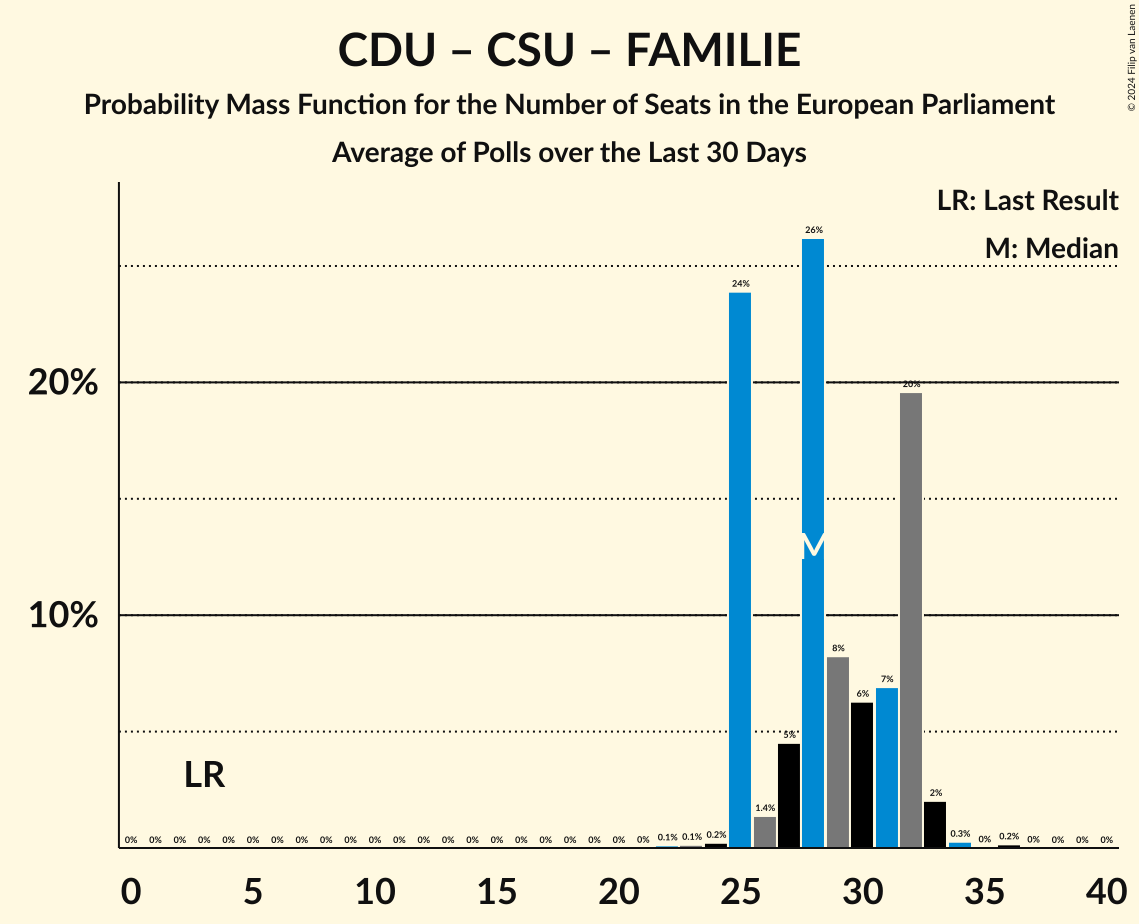 CDU – CSU – FAMILIE
Probability Mass Function for the Number of Seats in the European Parliament
Average of Polls over the Last 30 Days
© 2024 Filip van Laenen
LR: Last Result
M: Median
20%
10%
26%
24%
20%
M
8%
7%
6%
5%
LR
2%
1.4%
0% 0% 0% 0% 0% 0% 0% 0% 0% 0% 0% 0% 0% 0% 0% 0% 0% 0% 0% 0% 0% 0% 0.1% 0.1% 0.2% 0.3% 0% 0.2% 0% 0% 0% 0%
0 5 10 15 20 25 30 35 40